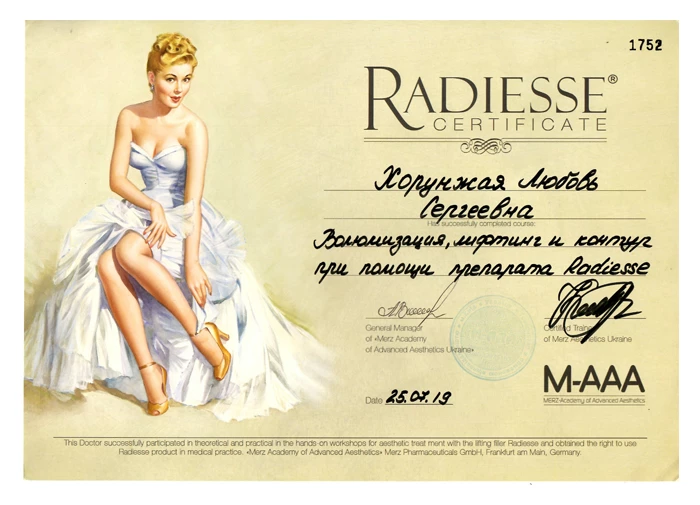 1752
RADIESSE®
CERTIFICATE
Хорунжая Любовь
Сергеевна
Has successfully completed course:
Волюмизация, лифтинг и контур
при помощи препарата Radiesse
General Manager
of «Merz Academy
of Advanced Aesthetics Ukraine»
Certified Trainer
of Merz Aesthetics Ukraine
Date 25.07.19
M-AAA
MERZ-Academy of Advanced Aesthetics
This Doctor successfully participated in theoretical and practical in the hands-on workshops for aesthetic treat ment with the lifting filler Radiesse and obtained the right to use
Radiesse product in medical practice. «Merz Academy of Advanced Aesthetics» Merz Pharmaceuticals GmbH, Frankfurt am Main, Germany.